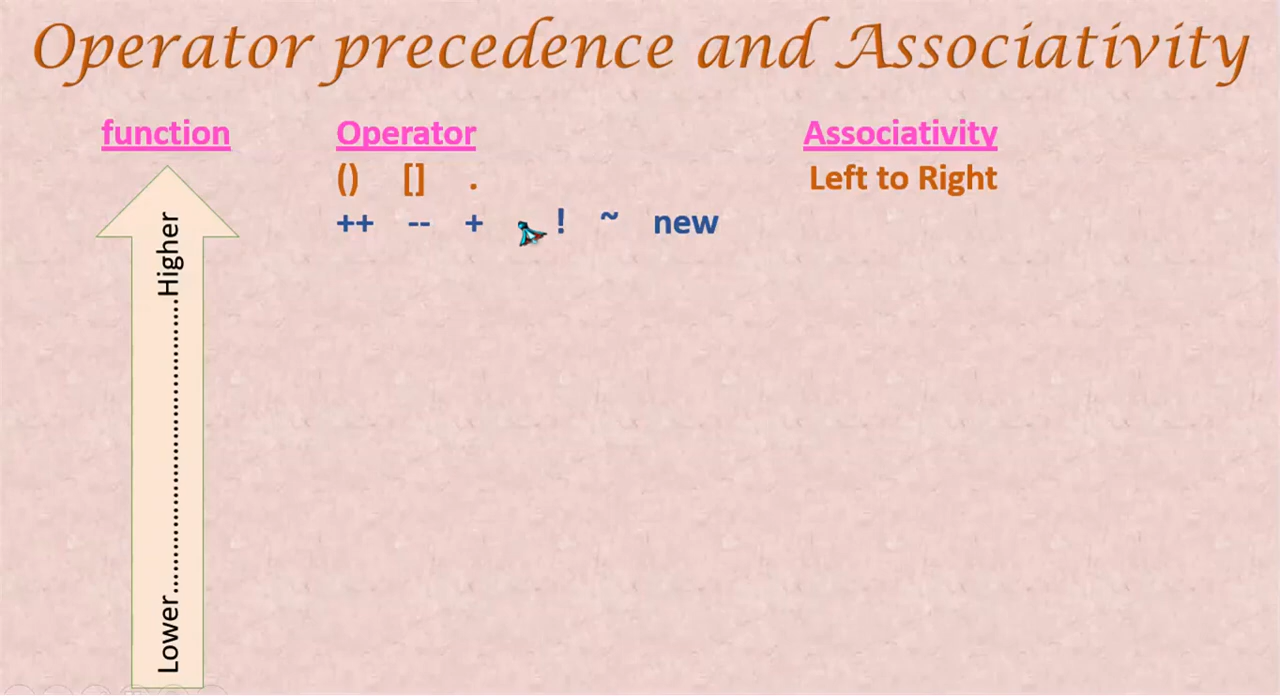 Operator precedence and Associativity
function Operator Associativity
() [] . Left to Right
++ -- + ! ~ new
Higher
Lower